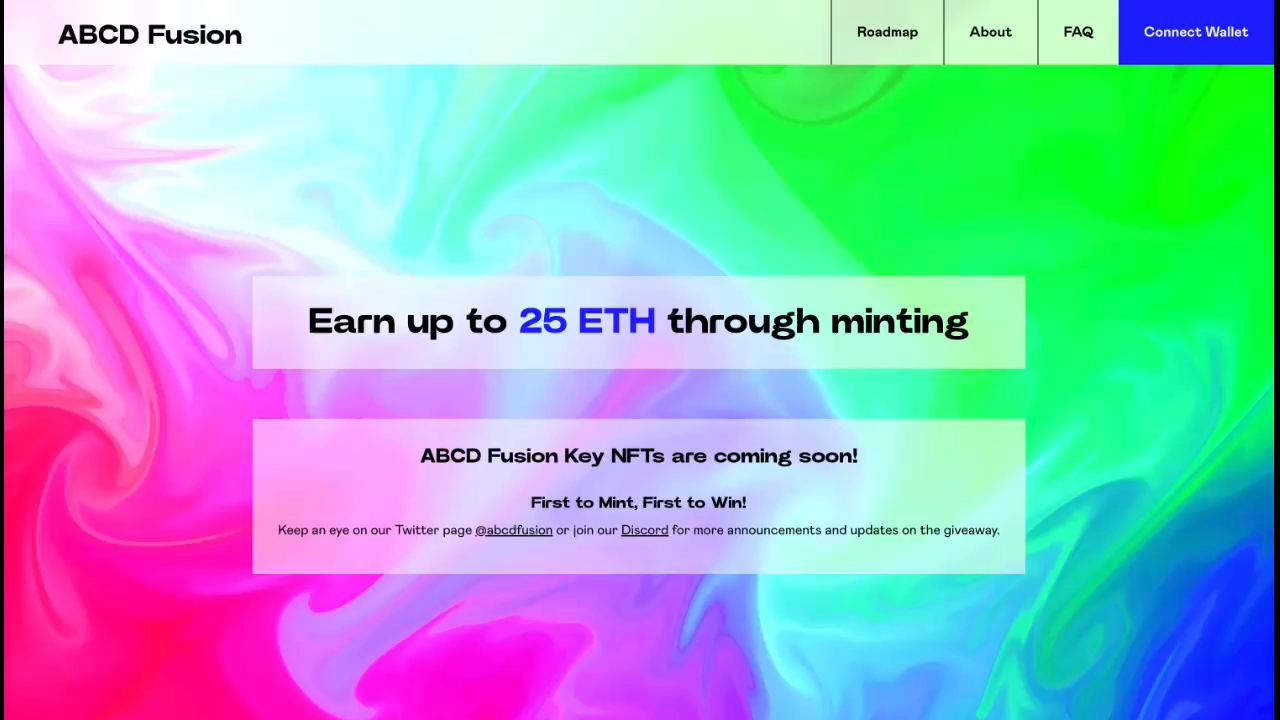 ABCD Fusion
Roadmap
About
FAQ
Connect Wallet
Earn up to 25 ETH through minting
ABCD Fusion Key NFTs are coming soon!
First to Mint, First to Win!
Keep an eye on our Twitter page @abcdfusion or join our Discord for more announcements and updates on the giveaway.